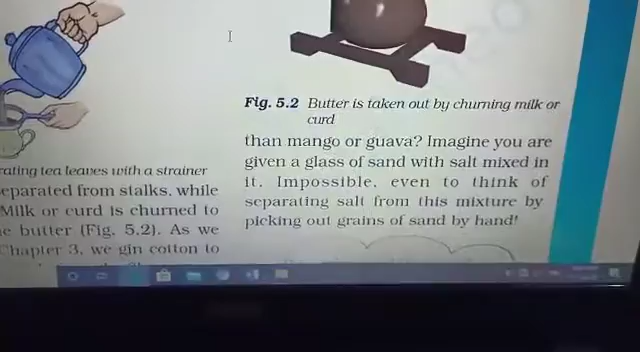 rating tea leaves with a strainer
eparated from stalks, while
Milk or curd is churned to
e butter (Fig. 5.2). As we
Chapter 3, we gin cotton to
Fig. 5.2 Butter is taken out by churning milk or
curd
than mango or guava? Imagine you are
given a glass of sand with salt mixed in
it. Impossible, even to think of
separating salt from this mixture by
picking out grains of sand by hand!